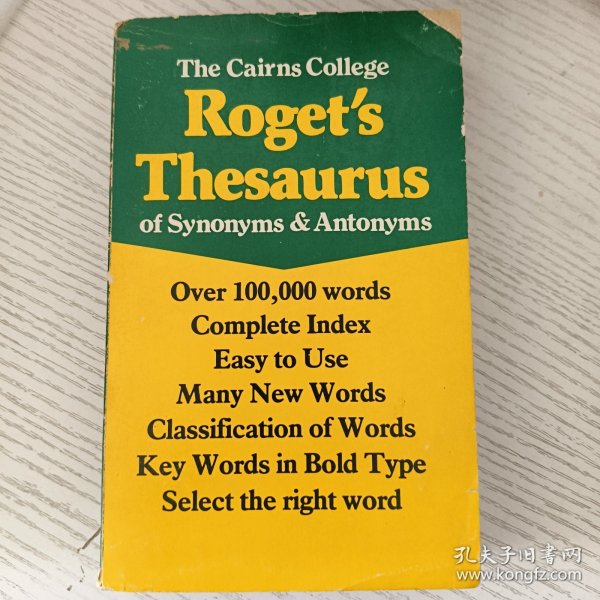 The Cairns College
Roget's
Thesaurus
of Synonyms & Antonyms
Over 100,000 words
Complete Index
Easy to Use
Many New Words
Classification of Words
Key Words in Bold Type
Select the right word
孔夫子旧书网
www.kongfz.com